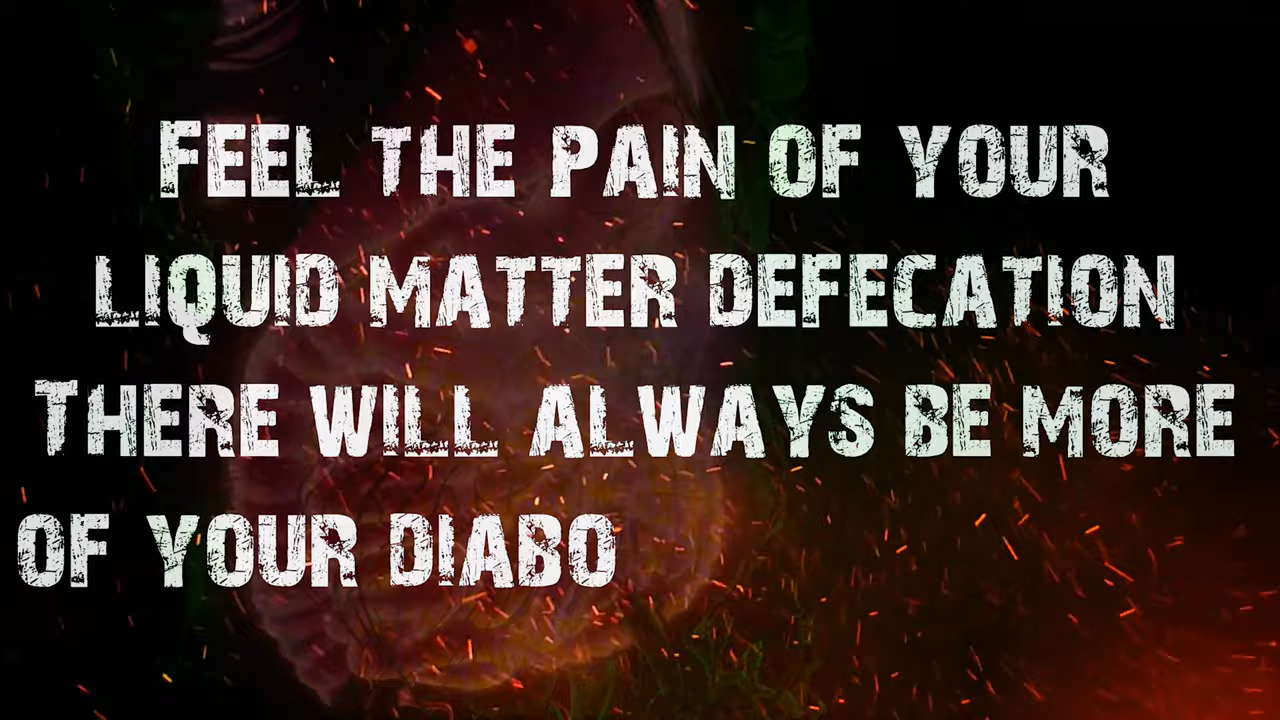 Feel the pain of your
liquid matter defecation
There will always be more
of your diabo